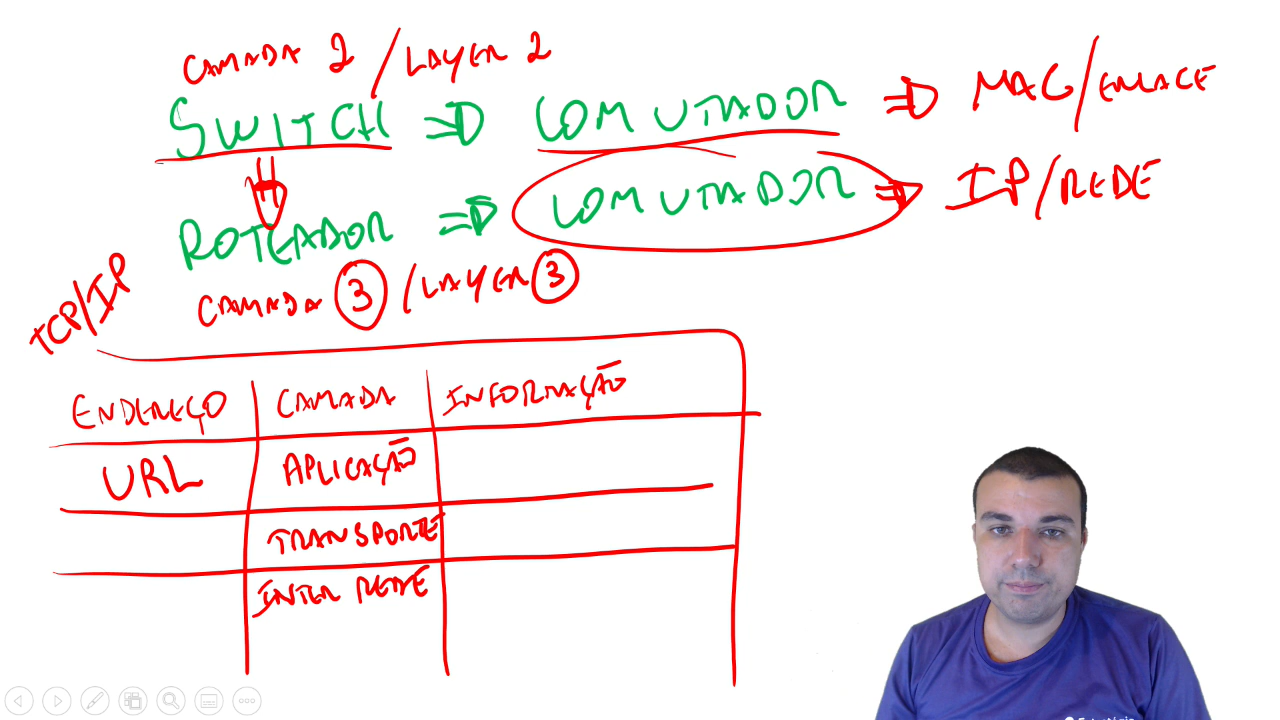 CAMADA 2 / LAYER 2
SWITCH ⇒ COMUTADOR ⇒ MAC/ENLACE
ROTEADOR ⇒ COMUTADOR ⇒ IP/REDE
CAMADA 3 / LAYER 3
TCP/IP
ENDEREÇO CAMADA INFORMAÇÃO
URL APLICAÇÃO
TRANSPORTE
INTER REDE